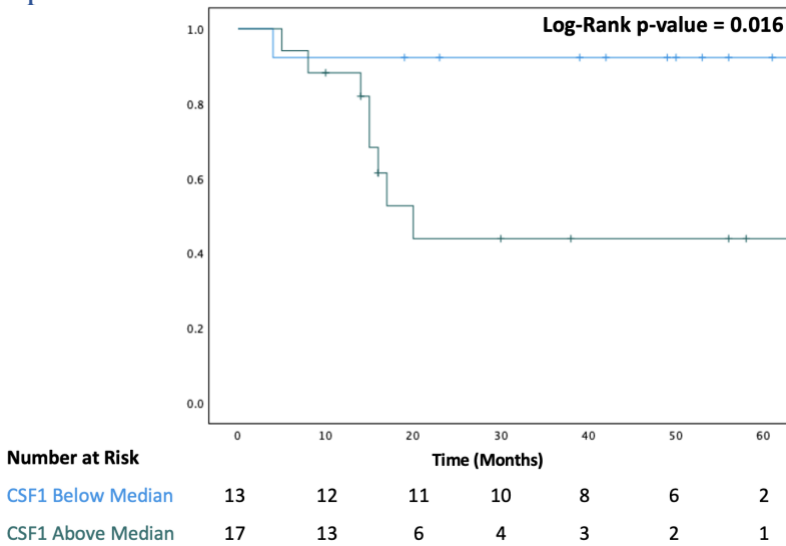 Log-Rank p-value = 0.016
1.0
0.8
0.6
0.4
0.2
0.0
0 10 20 30 40 50 60
Time (Months)
Number at Risk
CSF1 Below Median 13 12 11 10 8 6 2
CSF1 Above Median 17 13 6 4 3 2 1